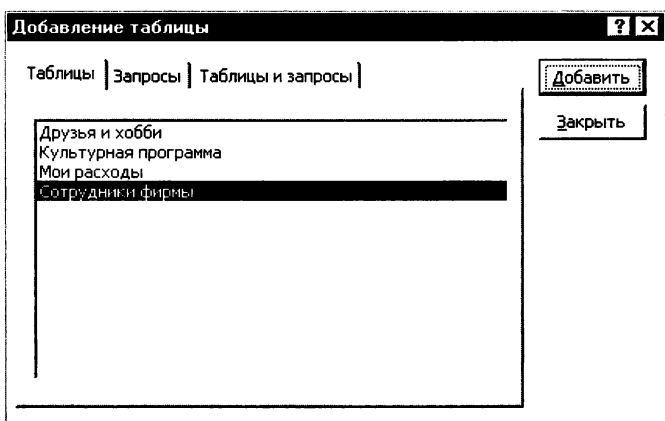 Добавление таблицы
Таблицы Запросы Таблицы и запросы
Добавить
Закрыть
Друзья и хобби
Культурная программа
Мои расходы
Сотрудники фирмы